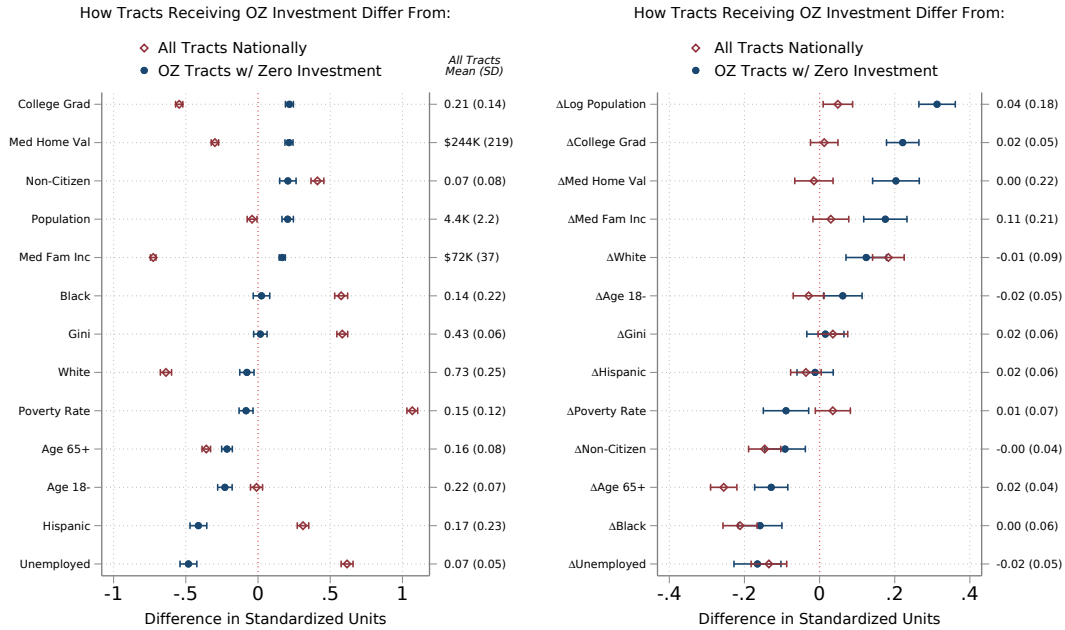 How Tracts Receiving OZ Investment Differ From:
All Tracts Nationally
OZ Tracts w/ Zero Investment
All Tracts
Mean (SD)
College Grad 0.21 (0.14)
Med Home Val $244K (219)
Non-Citizen 0.07 (0.08)
Population 4.4K (2.2)
Med Fam Inc $72K (37)
Black 0.14 (0.22)
Gini 0.43 (0.06)
White 0.73 (0.25)
Poverty Rate 0.15 (0.12)
Age 65+ 0.16 (0.08)
Age 18- 0.22 (0.07)
Hispanic 0.17 (0.23)
Unemployed 0.07 (0.05)
-1 -.5 0 .5 1
Difference in Standardized Units
How Tracts Receiving OZ Investment Differ From:
All Tracts Nationally
OZ Tracts w/ Zero Investment
ΔLog Population 0.04 (0.18)
ΔCollege Grad 0.02 (0.05)
ΔMed Home Val 0.00 (0.22)
ΔMed Fam Inc 0.11 (0.21)
ΔWhite -0.01 (0.09)
ΔAge 18- -0.02 (0.05)
ΔGini 0.02 (0.06)
ΔHispanic 0.02 (0.06)
ΔPoverty Rate 0.01 (0.07)
ΔNon-Citizen -0.00 (0.04)
ΔAge 65+ 0.02 (0.04)
ΔBlack 0.00 (0.06)
ΔUnemployed -0.02 (0.05)
-.4 -.2 0 .2 .4
Difference in Standardized Units